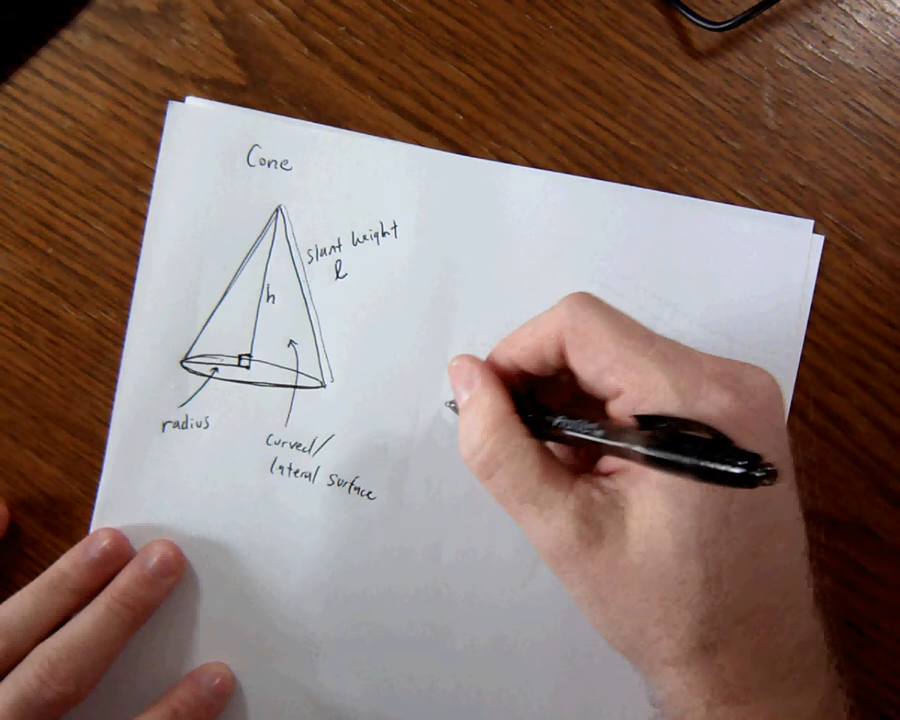 Cone
slant height
l
h
radius
curved/
lateral surface